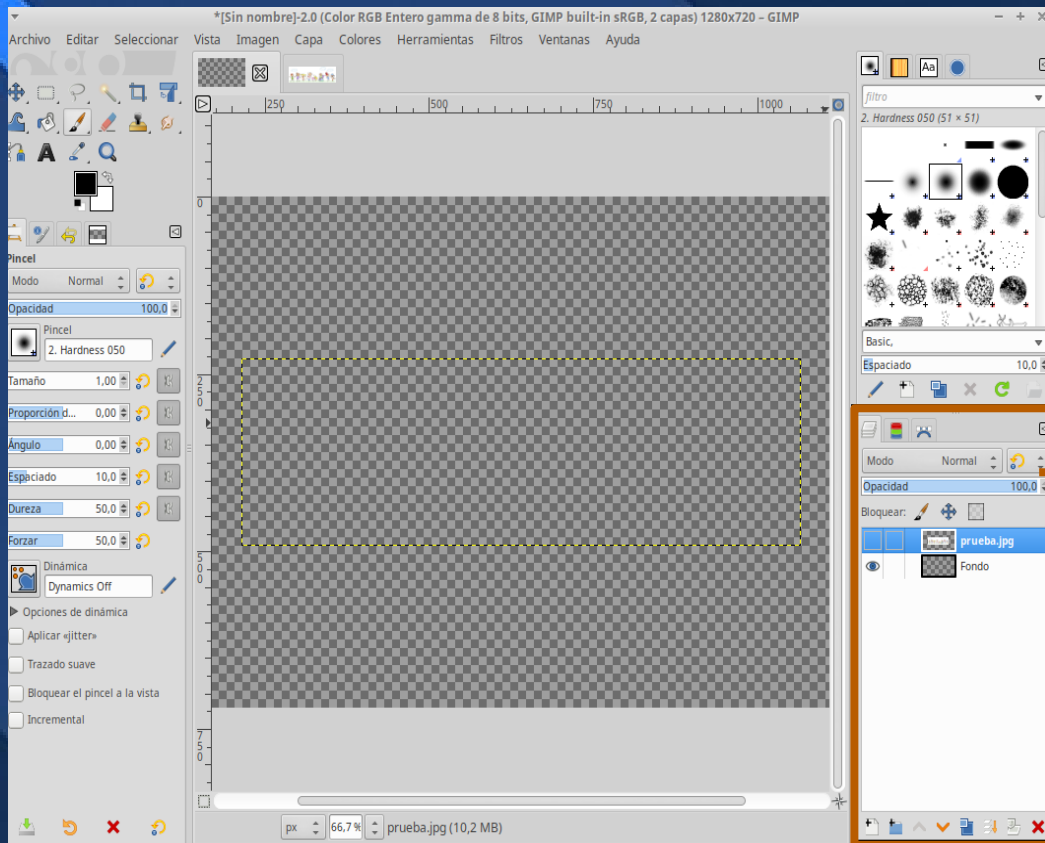 *[Sin nombre]-2.0 (Color RGB Entero gamma de 8 bits, GIMP built-in sRGB, 2 capas) 1280x720 – GIMP
Archivo Editar Seleccionar Vista Imagen Capa Colores Herramientas Filtros Ventanas Ayuda
250 500 750 1000
0
250
500
750
Pincel
Modo Normal
Opacidad 100,0
Pincel
2. Hardness 050
Tamaño 1,00
Proporción d... 0,00
Ángulo 0,00
Espaciado 10,0
Dureza 50,0
Forzar 50,0
Dinámica
Dynamics Off
Opciones de dinámica
Aplicar «jitter»
Trazado suave
Bloquear el pincel a la vista
Incremental
px 66,7 % prueba.jpg (10,2 MB)
Aa
filtro
2. Hardness 050 (51 × 51)
Basic,
Espaciado 10,0
Modo Normal
Opacidad 100,0
Bloquear:
prueba.jpg
Fondo